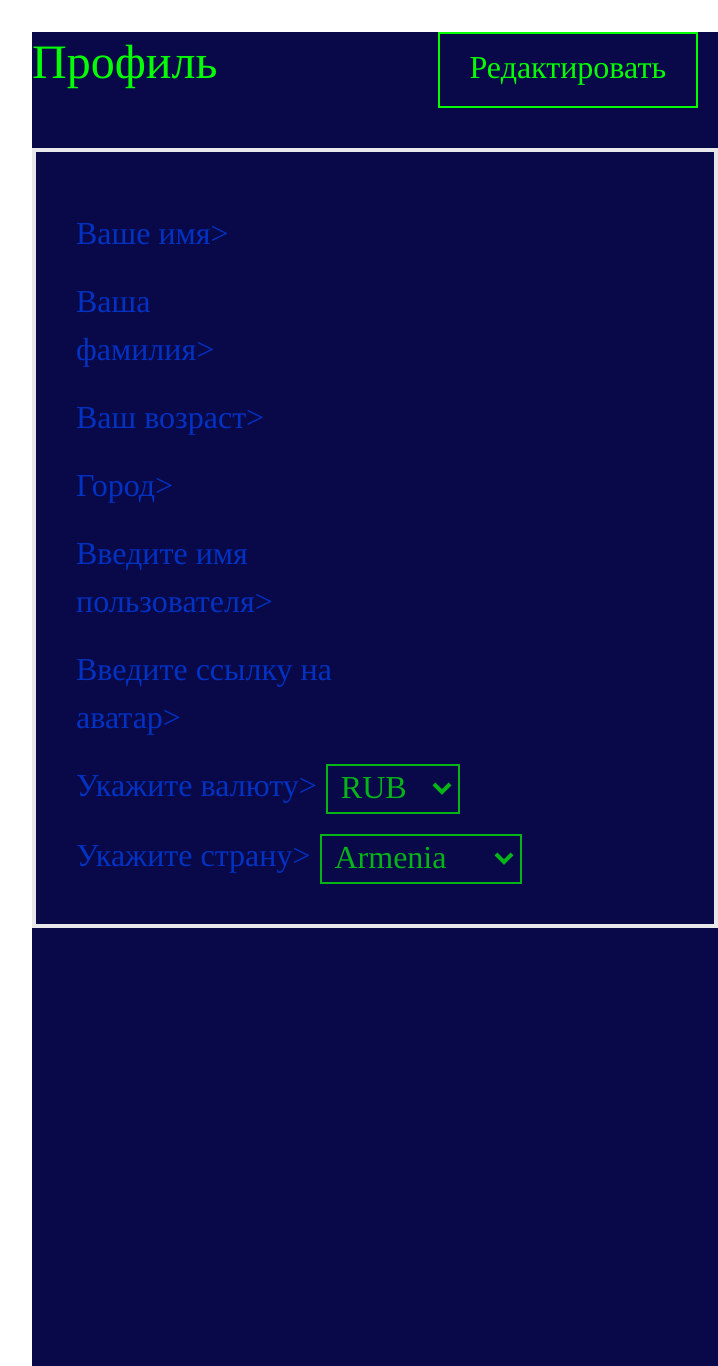 Профиль
Редактировать
Ваше имя>
Ваша
фамилия>
Ваш возраст>
Город>
Введите имя
пользователя>
Введите ссылку на
аватар>
Укажите валюту> RUB
Укажите страну> Armenia